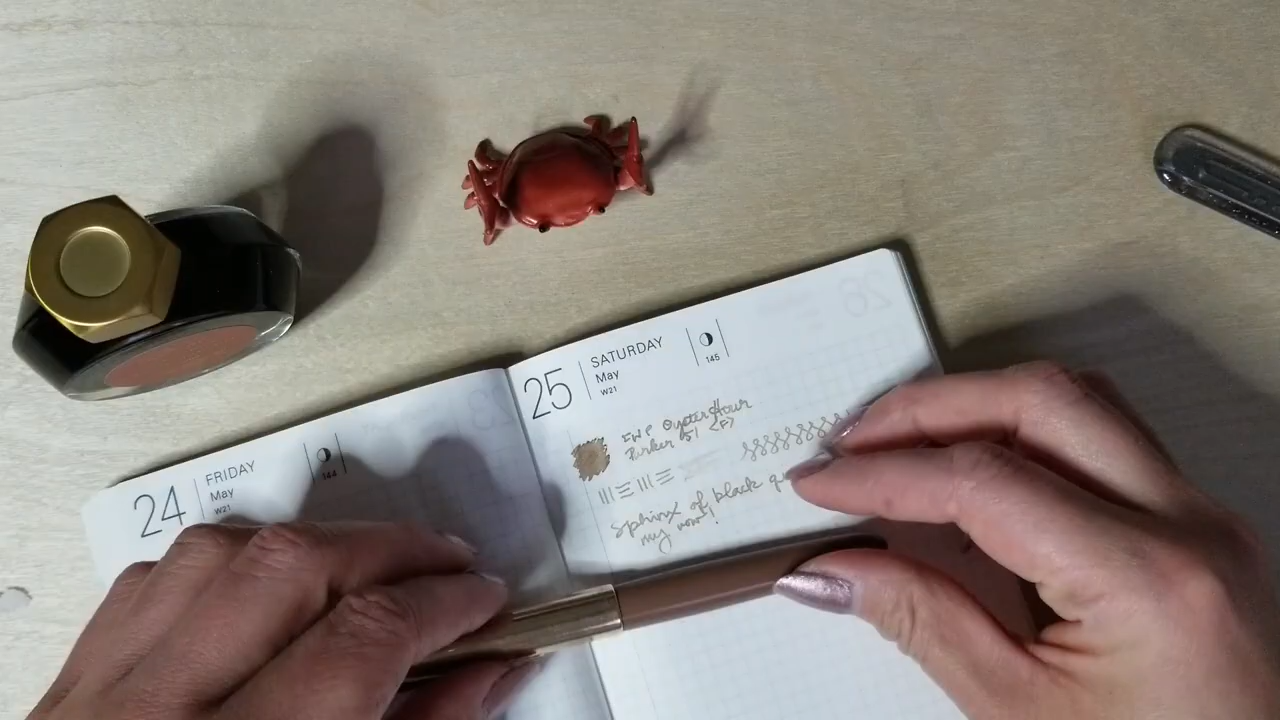 24
FRIDAY
May
W21
144
25
SATURDAY
May
W21
145
Oyster Hour
Parker 51 <F>
Sphinx of black
my vow!